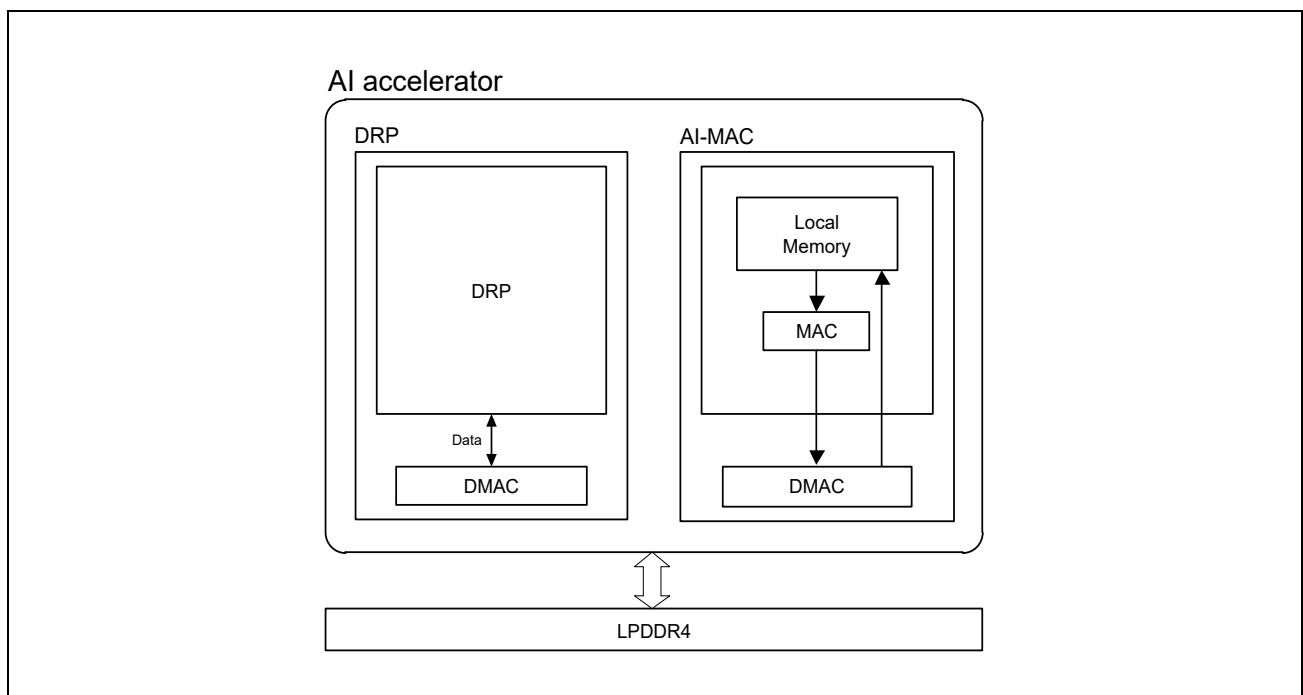 AI accelerator
DRP
AI-MAC
Local
Memory
DRP
MAC
Data
DMAC
DMAC
LPDDR4